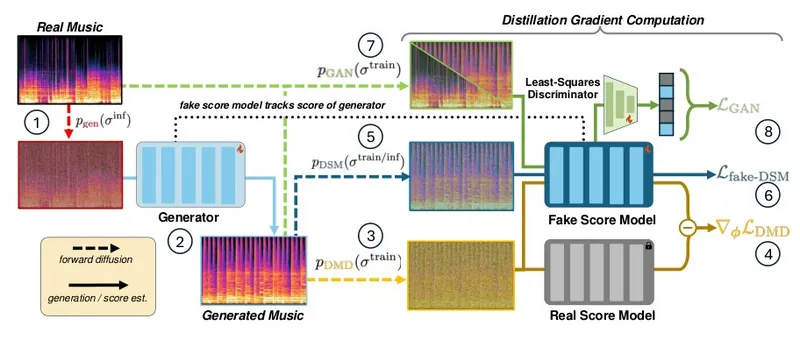 Real Music
Distillation Gradient Computation
7
p_GAN(σ^train)
Least-Squares
Discriminator
ℒ_GAN
8
fake score model tracks score of generator
1
p_gen(σ^inf)
5
p_DSM(σ^train/inf)
ℒ_fake-DSM
6
Generator
Fake Score Model
2
3
p_DMD(σ^train)
−
∇_ϕℒ_DMD
4
forward diffusion
generation / score est.
Generated Music
Real Score Model